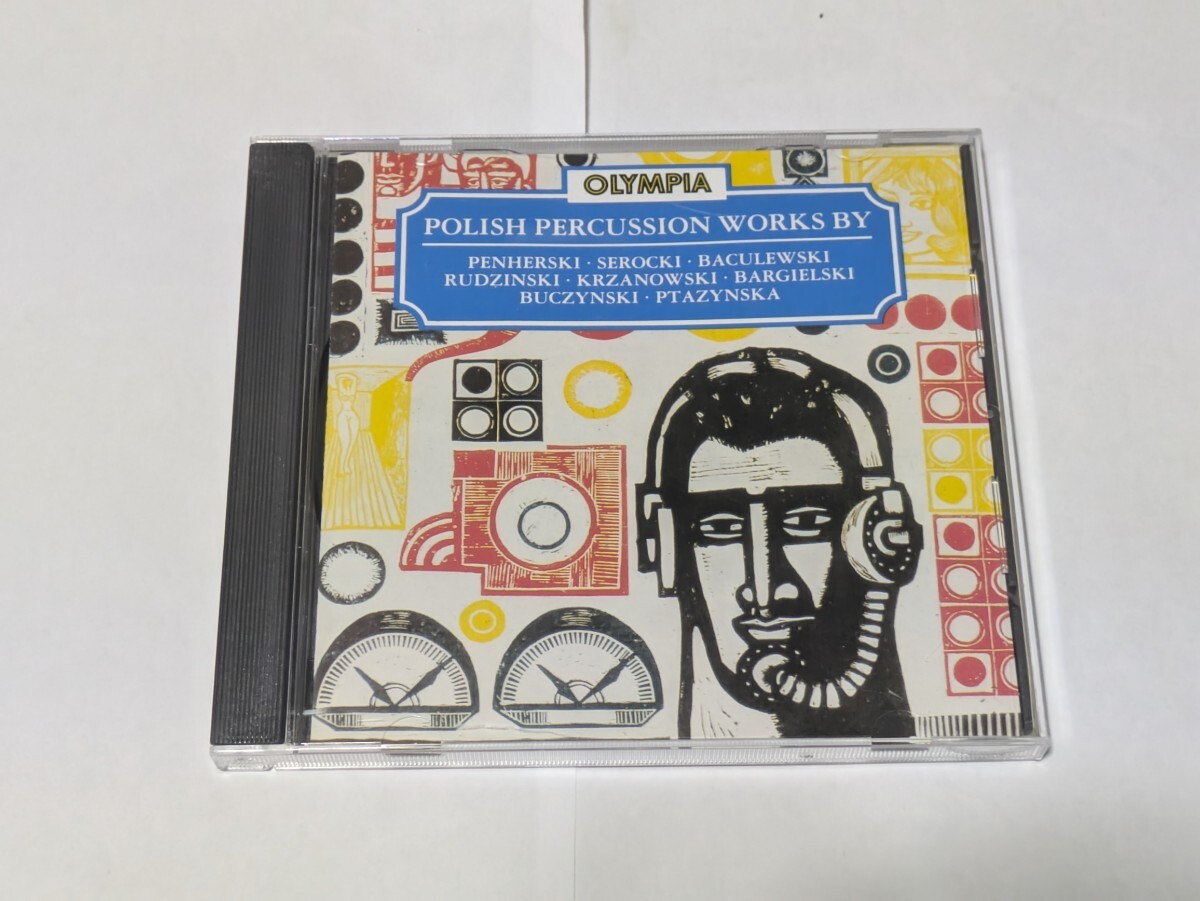 OLYMPIA
POLISH PERCUSSION WORKS BY
PENHERSKI · SEROCKI · BACULEWSKI
RUDZINSKI · KRZANOWSKI · BARGIELSKI
BUCZYNSKI · PTAZYNSKA